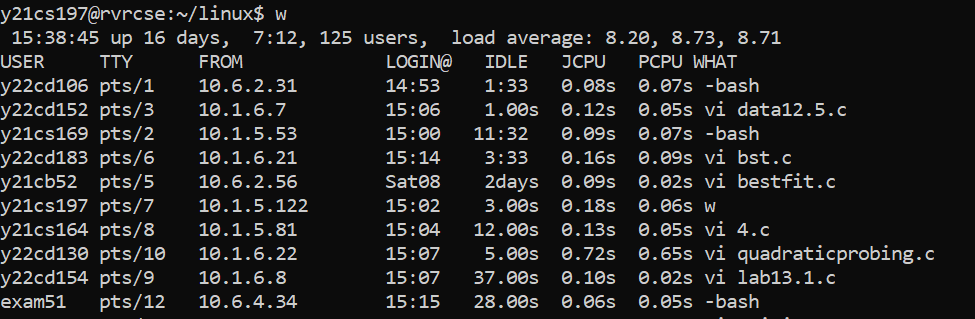 y21cs197@rvrcse:~/linux$ w
15:38:45 up 16 days,  7:12, 125 users,  load average: 8.20, 8.73, 8.71
USER     TTY      FROM             LOGIN@   IDLE   JCPU   PCPU WHAT
y22cd106 pts/1    10.6.2.31        14:53    1:33   0.08s  0.07s -bash
y22cd152 pts/3    10.1.6.7         15:06    1.00s  0.12s  0.05s vi data12.5.c
y21cs169 pts/2    10.1.5.53        15:00   11:32   0.09s  0.07s -bash
y22cd183 pts/6    10.1.6.21        15:14    3:33   0.16s  0.09s vi bst.c
y21cb52  pts/5    10.6.2.56        Sat08    2days  0.09s  0.02s vi bestfit.c
y21cs197 pts/7    10.1.5.122       15:02    3.00s  0.18s  0.06s w
y21cs164 pts/8    10.1.5.81        15:04   12.00s  0.13s  0.05s vi 4.c
y22cd130 pts/10   10.1.6.22        15:07    5.00s  0.72s  0.65s vi quadraticprobing.c
y22cd154 pts/9    10.1.6.8         15:07   37.00s  0.10s  0.02s vi lab13.1.c
exam51   pts/12   10.6.4.34        15:15   28.00s  0.06s  0.05s -bash